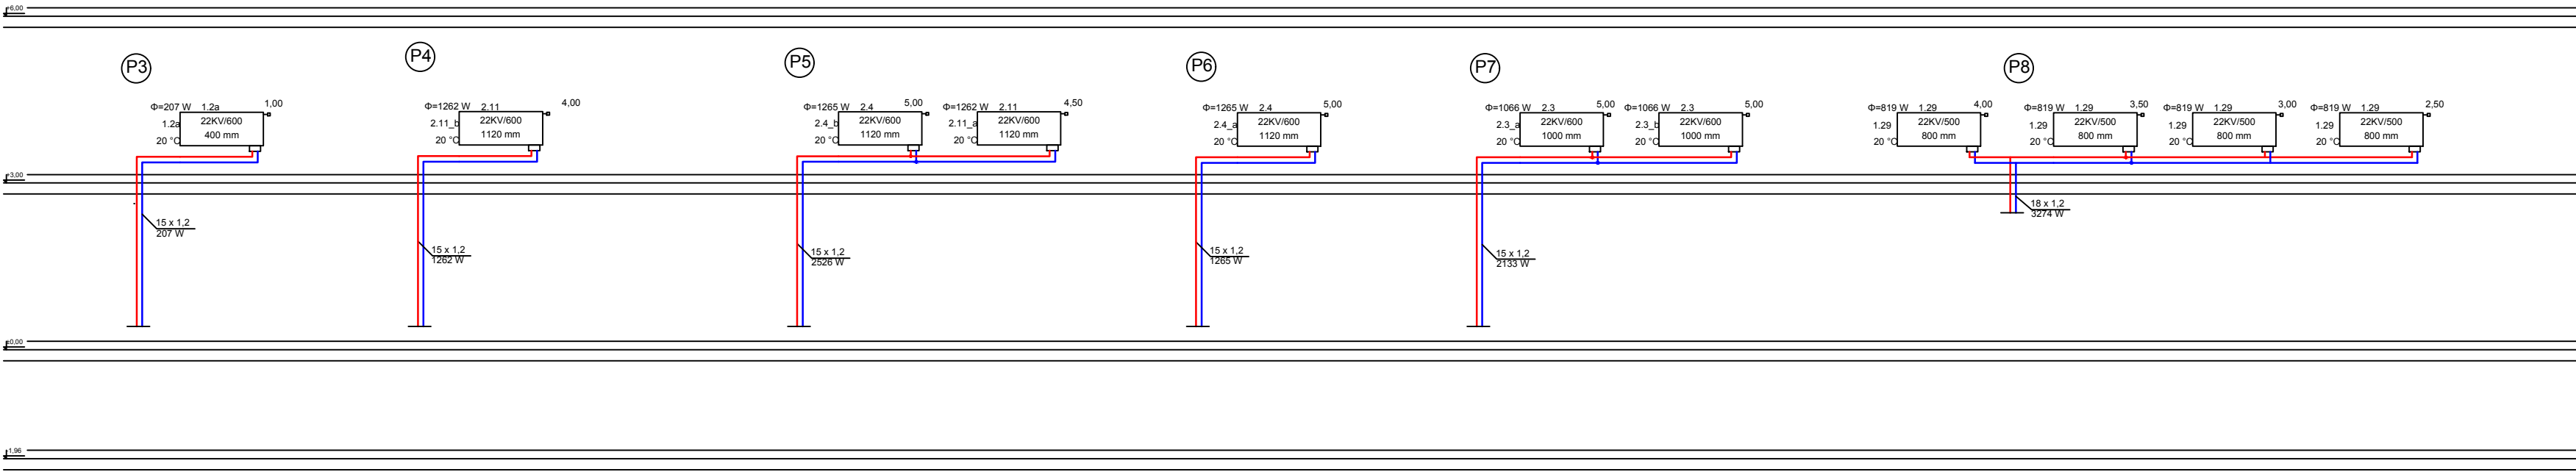 6,00
P3
P4
P5
P6
P7
P8
Φ=207 W 1.2a
1,00
1.2a
22KV/600
400 mm
20 °C
15 x 1,2
207 W
Φ=1262 W 2.11
4,00
2.11_b
22KV/600
1120 mm
20 °C
15 x 1,2
1262 W
Φ=1265 W 2.4
5,00
2.4_b
22KV/600
1120 mm
20 °C
Φ=1262 W 2.11
4,50
2.11_a
22KV/600
1120 mm
20 °C
15 x 1,2
2526 W
Φ=1265 W 2.4
5,00
2.4_a
22KV/600
1120 mm
20 °C
15 x 1,2
1265 W
Φ=1066 W 2.3
5,00
2.3_a
22KV/600
1000 mm
20 °C
Φ=1066 W 2.3
5,00
2.3_b
22KV/600
1000 mm
20 °C
15 x 1,2
2133 W
Φ=819 W 1.29
4,00
1.29
22KV/500
800 mm
20 °C
Φ=819 W 1.29
3,50
1.29
22KV/500
800 mm
20 °C
Φ=819 W 1.29
3,00
1.29
22KV/500
800 mm
20 °C
Φ=819 W 1.29
2,50
1.29
22KV/500
800 mm
20 °C
18 x 1,2
3274 W
3,00
±0,00
1,96